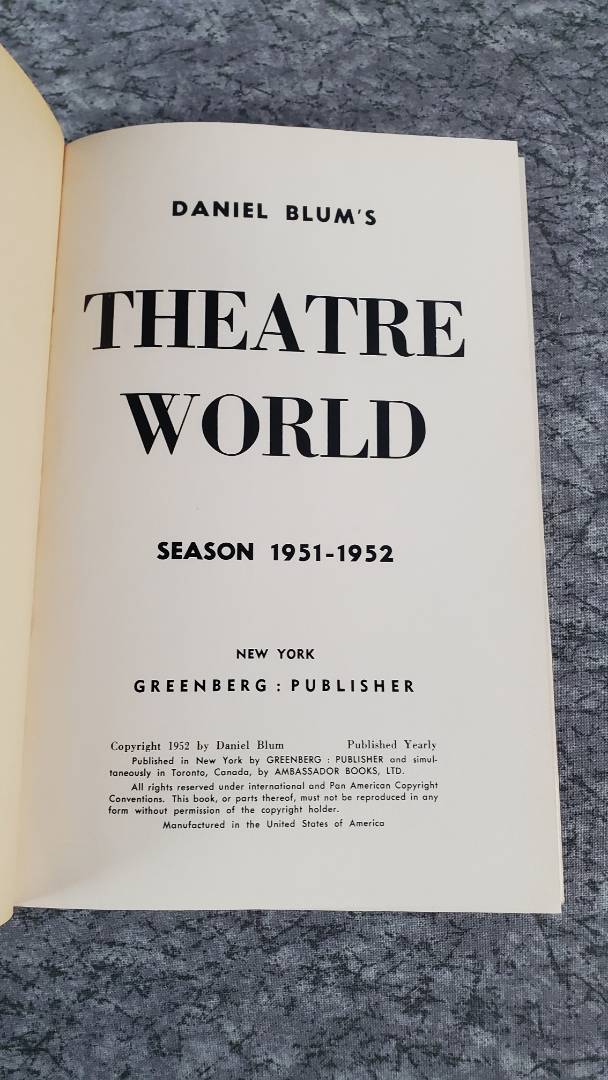 DANIEL BLUM'S
THEATRE
WORLD
SEASON 1951-1952
NEW YORK
GREENBERG : PUBLISHER
Copyright 1952 by Daniel Blum Published Yearly
Published in New York by GREENBERG : PUBLISHER and simul-
taneously in Toronto, Canada, by AMBASSADOR BOOKS, LTD.
All rights reserved under international and Pan American Copyright
Conventions. This book, or parts thereof, must not be reproduced in any
form without permission of the copyright holder.
Manufactured in the United States of America